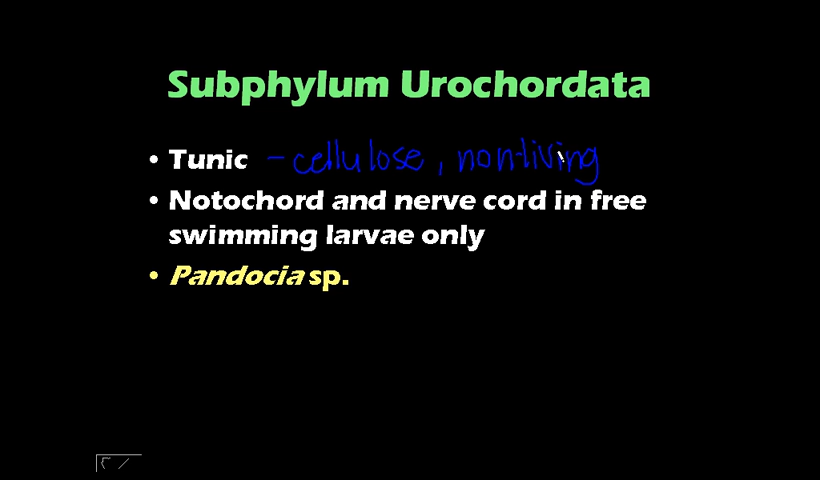 Subphylum Urochordata
• Tunic - cellulose, non-living
• Notochord and nerve cord in free
swimming larvae only
• Pandocia sp.